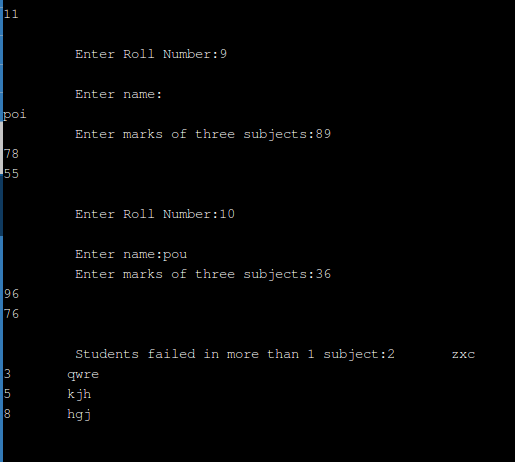 11
Enter Roll Number:9
Enter name:
poi
Enter marks of three subjects:89
78
55
Enter Roll Number:10
Enter name:pou
Enter marks of three subjects:36
96
76
Students failed in more than 1 subject:2 zxc
3 qwre
5 kjh
8 hgj